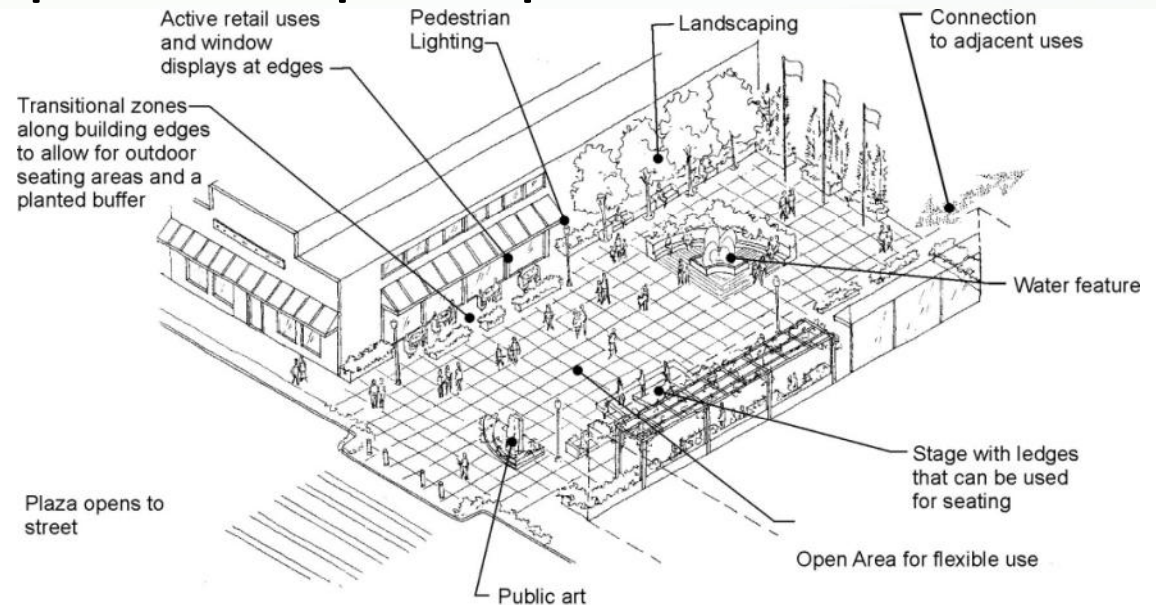 Active retail uses
and window
displays at edges
Pedestrian
Lighting
Landscaping
Connection
to adjacent uses
Transitional zones
along building edges
to allow for outdoor
seating areas and a
planted buffer
Water feature
Stage with ledges
that can be used
for seating
Plaza opens to
street
Open Area for flexible use
Public art